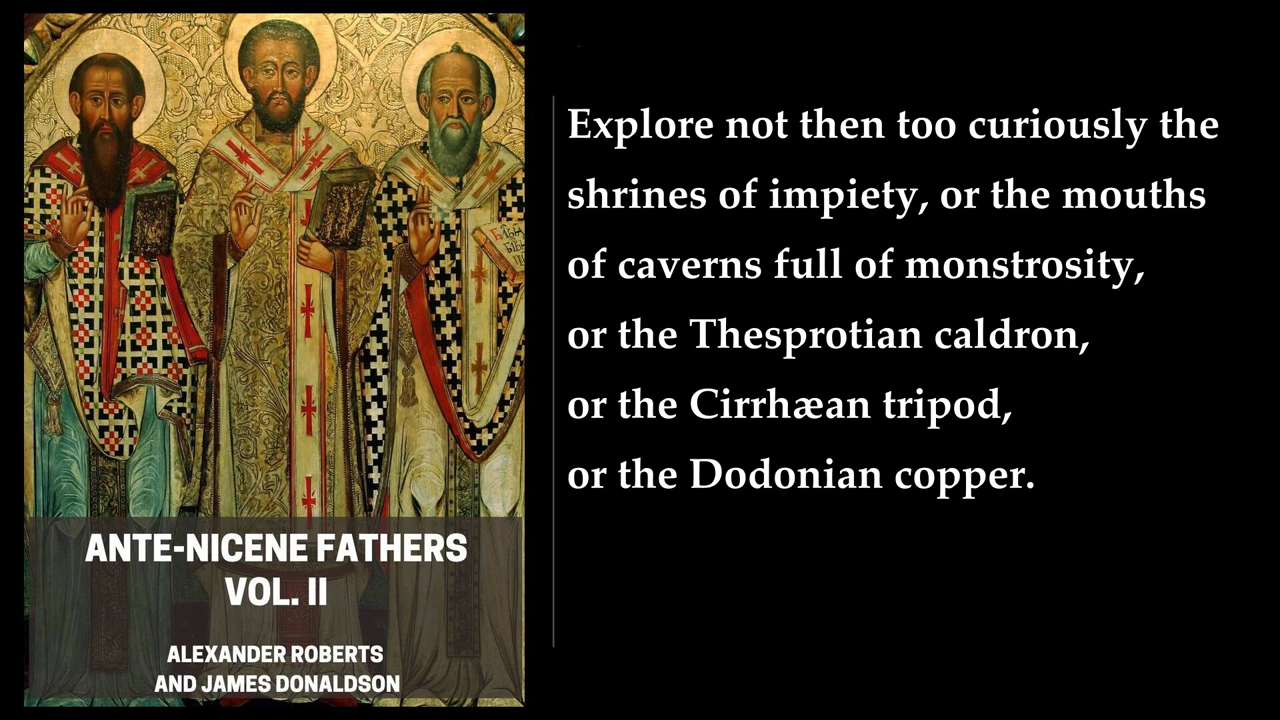 Explore not then too curiously the
shrines of impiety, or the mouths
of caverns full of monstrosity,
or the Thesprotian caldron,
or the Cirrhæan tripod,
or the Dodonian copper.
ANTE-NICENE FATHERS
VOL. II
ALEXANDER ROBERTS
AND JAMES DONALDSON